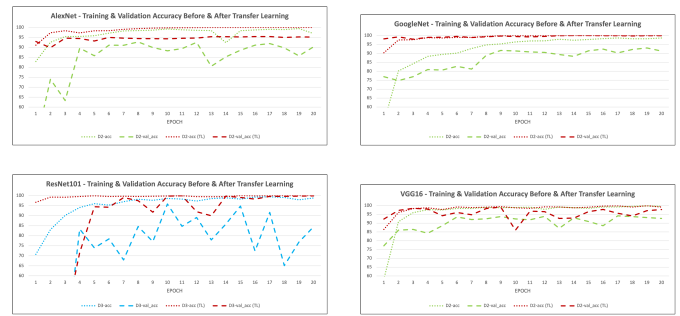 AlexNet - Training & Validation Accuracy Before & After Transfer Learning
100
95
90
85
80
75
70
65
60
1 2 3 4 5 6 7 8 9 10 11 12 13 14 15 16 17 18 19 20
EPOCH
D2-acc D2-val_acc D2-acc (TL) D2-val_acc (TL)
GoogleNet - Training & Validation Accuracy Before & After Transfer Learning
100
95
90
85
80
75
70
65
60
1 2 3 4 5 6 7 8 9 10 11 12 13 14 15 16 17 18 19 20
EPOCH
D2-acc D2-val_acc D2-acc (TL) D2-val_acc (TL)
ResNet101 - Training & Validation Accuracy Before & After Transfer Learning
100
95
90
85
80
75
70
65
60
1 2 3 4 5 6 7 8 9 10 11 12 13 14 15 16 17 18 19 20
EPOCH
D3-acc D3-val_acc D3-acc (TL) D3-val_acc (TL)
VGG16 - Training & Validation Accuracy Before & After Transfer Learning
100
95
90
85
80
75
70
65
60
1 2 3 4 5 6 7 8 9 10 11 12 13 14 15 16 17 18 19 20
EPOCH
D2-acc D2-val_acc D2-acc (TL) D2-val_acc (TL)